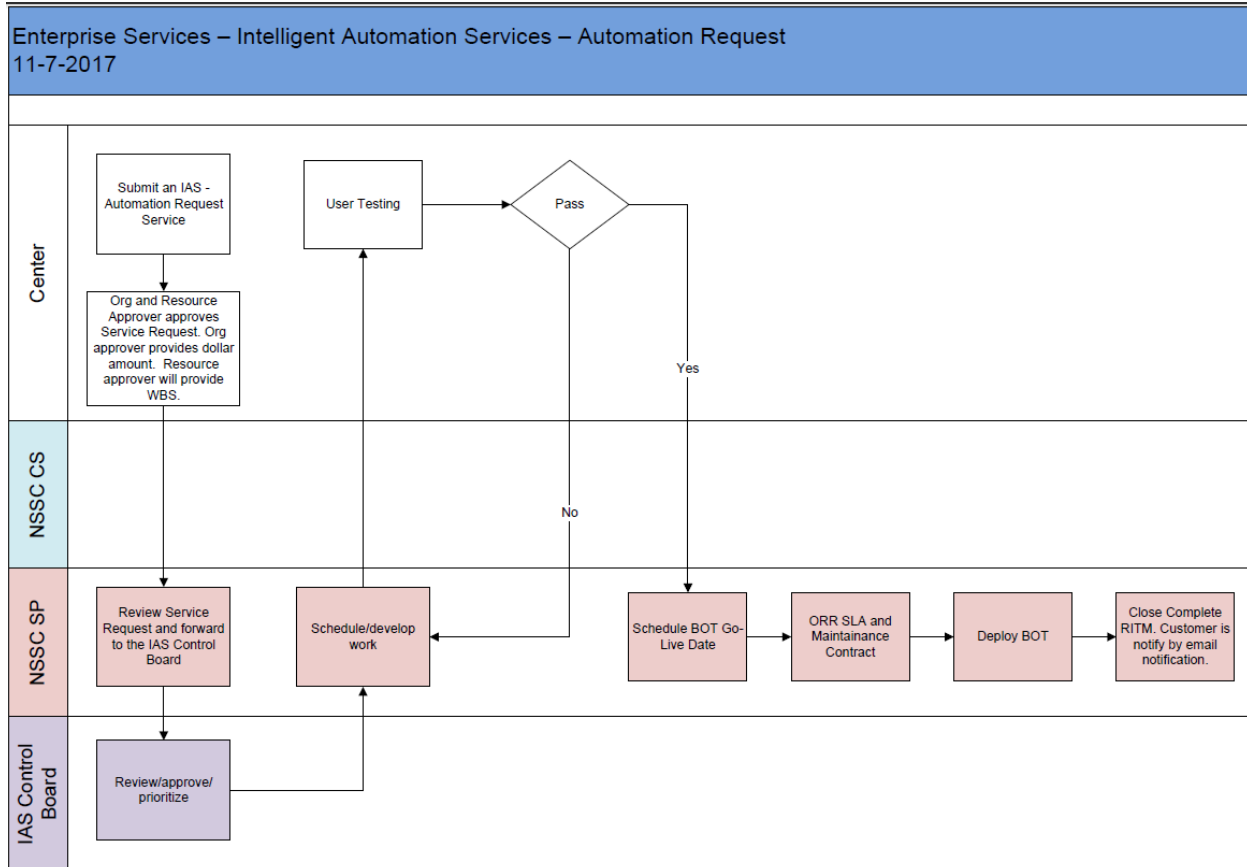 Enterprise Services – Intelligent Automation Services – Automation Request
11-7-2017
Center
Submit an IAS -
Automation Request
Service
User Testing
Pass
Org and Resource
Approver approves
Service Request. Org
approver provides dollar
amount.  Resource
approver will provide
WBS.
Yes
NSSC CS
No
NSSC SP
Review Service
Request and forward
to the IAS Control
Board
Schedule/develop
work
Schedule BOT Go-
Live Date
ORR SLA and
Maintainance
Contract
Deploy BOT
Close Complete
RITM. Customer is
notify by email
notification.
IAS Control
Board
Review/approve/
prioritize